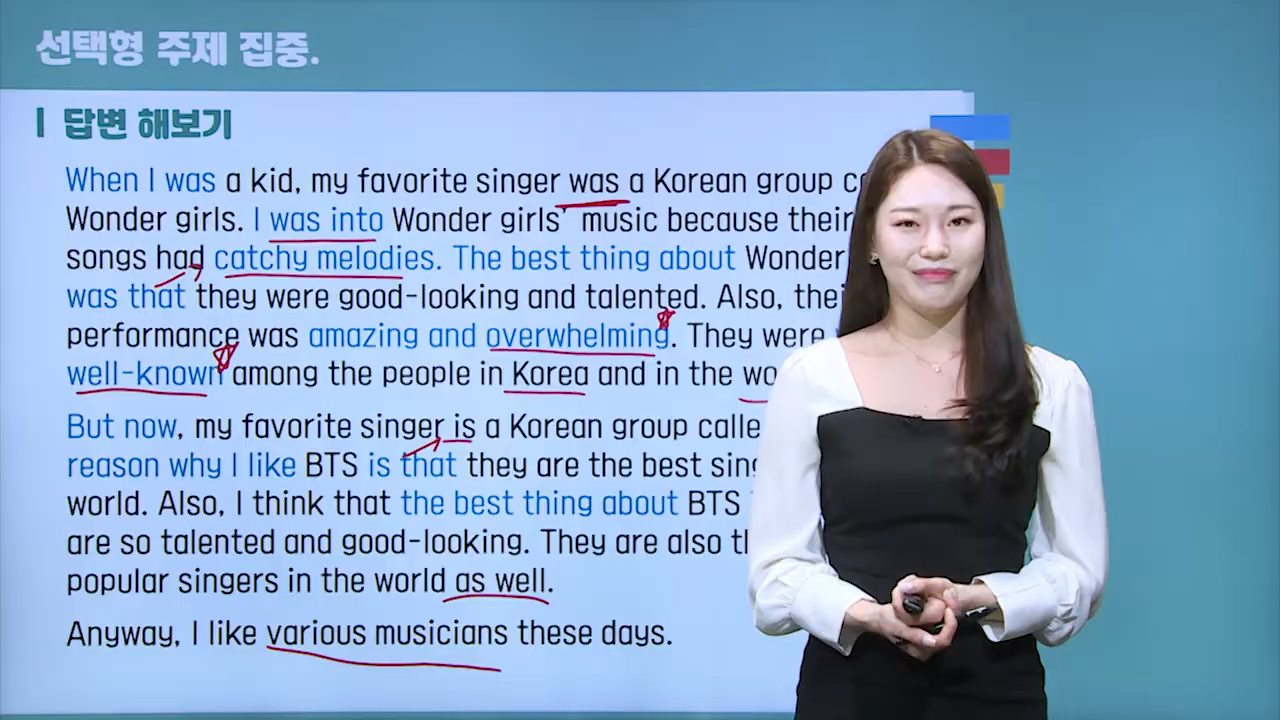 선택형 주제 집중.
I 답변 해보기
When I was a kid, my favorite singer was a Korean group
Wonder girls. I was into Wonder girls' music because their
songs had catchy melodies. The best thing about Wonder
was that they were good-looking and talented. Also,
performance was amazing and overwhelming. They were
well-known among the people in Korea and in the
But now, my favorite singer is a Korean group
reason why I like BTS is that they are the best
world. Also, I think that the best thing about BTS
are so talented and good-looking. They are also
popular singers in the world as well.
Anyway, I like various musicians these days.